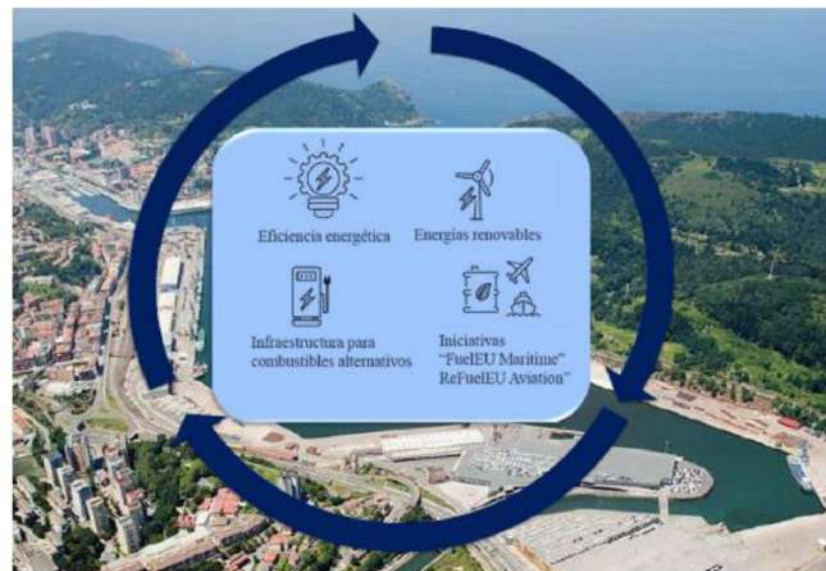 Eficiencia energética
Energías renovables
Infraestructura para
combustibles alternativos
Iniciativas
“FuelEU Maritime”
ReFuelEU Aviation”